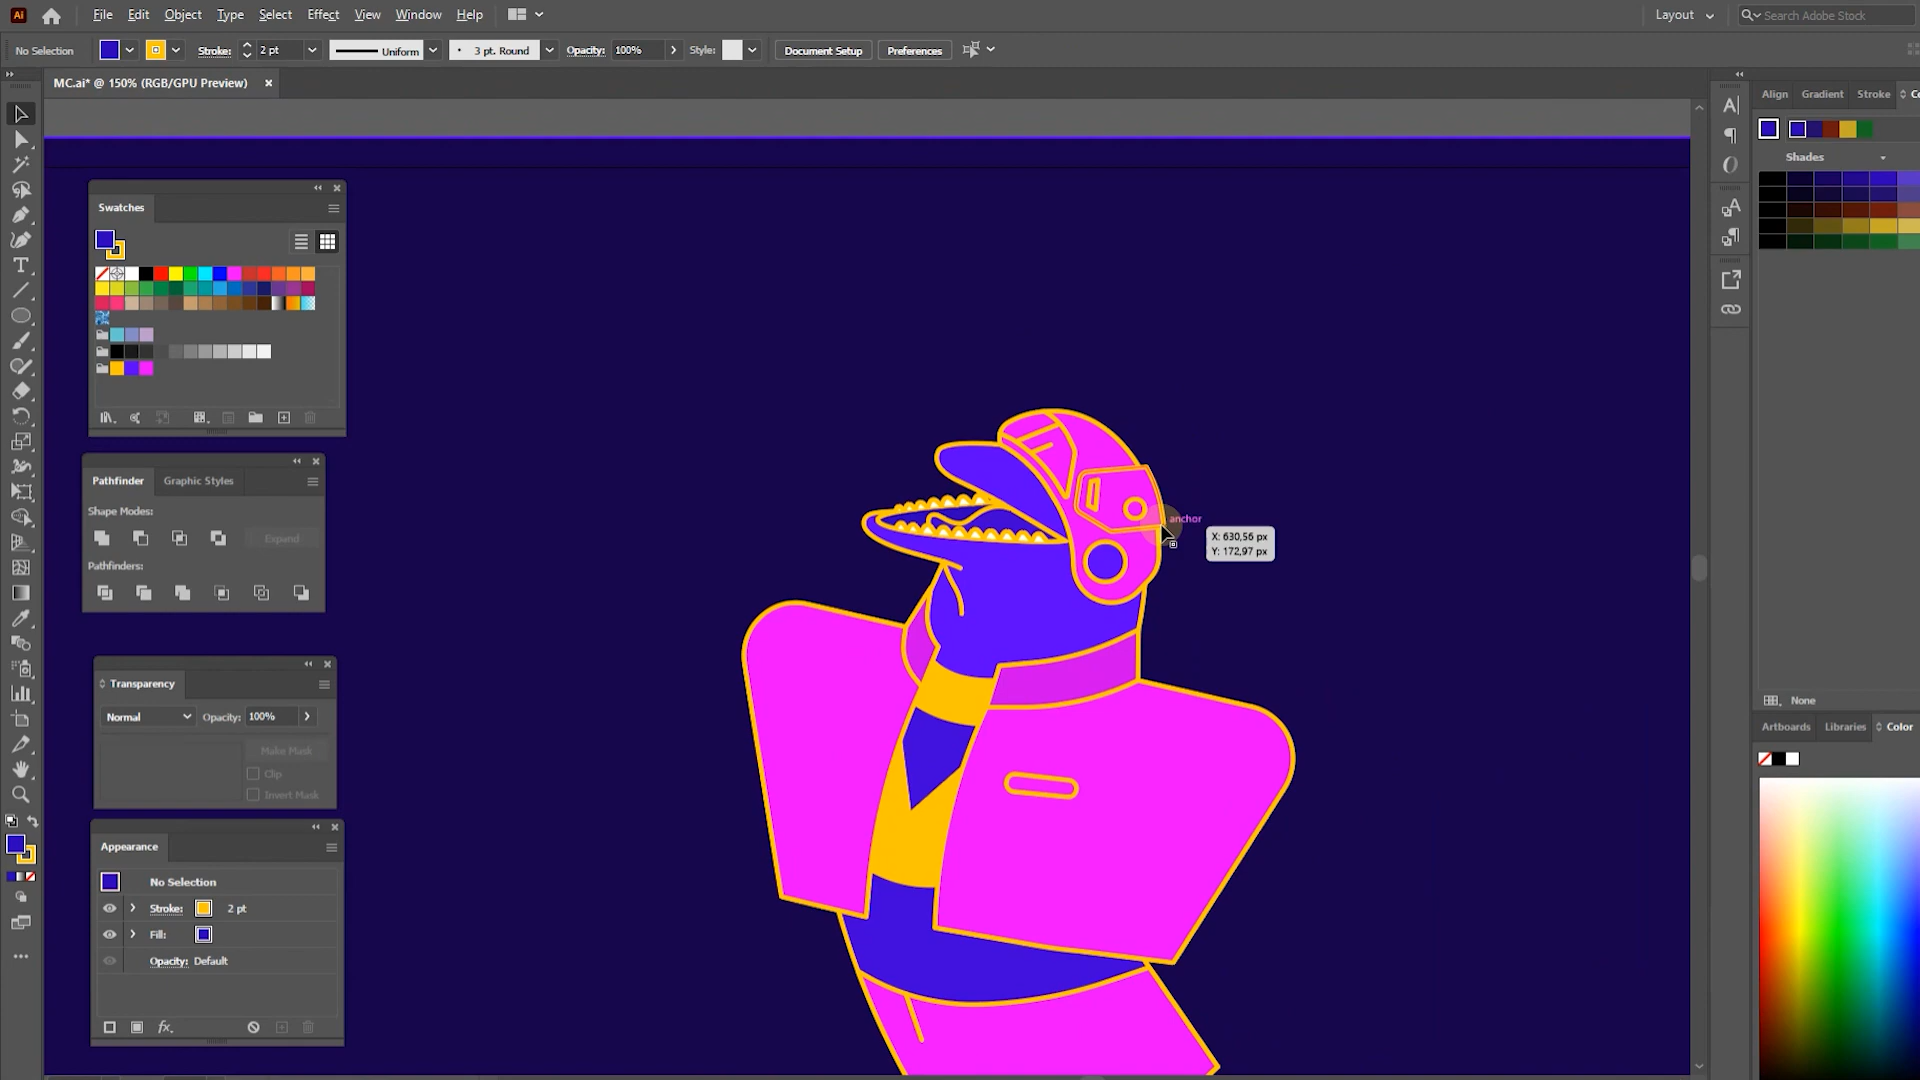 Ai File Edit Object Type Select Effect View Window Help Layout Search Adobe Stock
No Selection Stroke: 2 pt Uniform 3 pt. Round Opacity: 100% Style: Document Setup Preferences
MC.ai* @ 150% (RGB/GPU Preview)
Align Gradient Stroke Co
Shades
Swatches
Pathfinder Graphic Styles
Shape Modes:
Expand
Pathfinders:
anchor
X: 630,56 px
Y: 172,97 px
Transparency
Normal Opacity: 100%
Make Mask
Clip
Invert Mask
None
Artboards Libraries Color
Appearance
No Selection
Stroke: 2 pt
Fill:
Opacity: Default
fx.